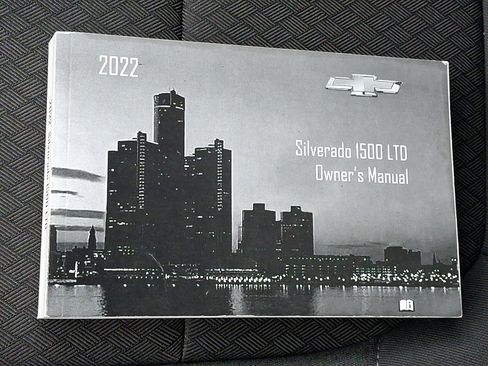 2022
Silverado 1500 LTD
Owner's Manual